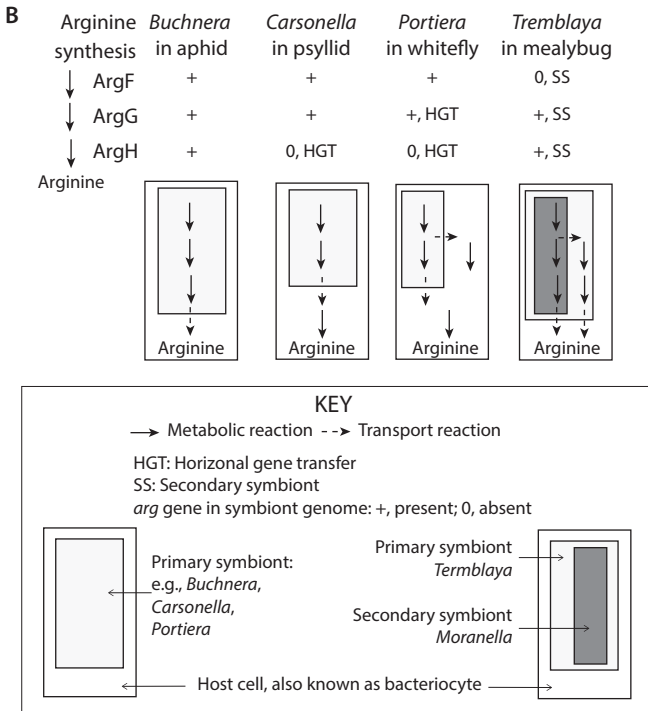 B
Arginine synthesis
Buchnera in aphid
Carsonella in psyllid
Portiera in whitefly
Tremblaya in mealybug
ArgF + + + 0, SS
ArgG + + +, HGT +, SS
ArgH + 0, HGT 0, HGT +, SS
Arginine
Arginine Arginine Arginine Arginine
KEY
Metabolic reaction Transport reaction
HGT: Horizonal gene transfer
SS: Secondary symbiont
arg gene in symbiont genome: +, present; 0, absent
Primary symbiont:
e.g., Buchnera,
Carsonella,
Portiera
Primary symbiont
Termblaya
Secondary symbiont
Moranella
Host cell, also known as bacteriocyte